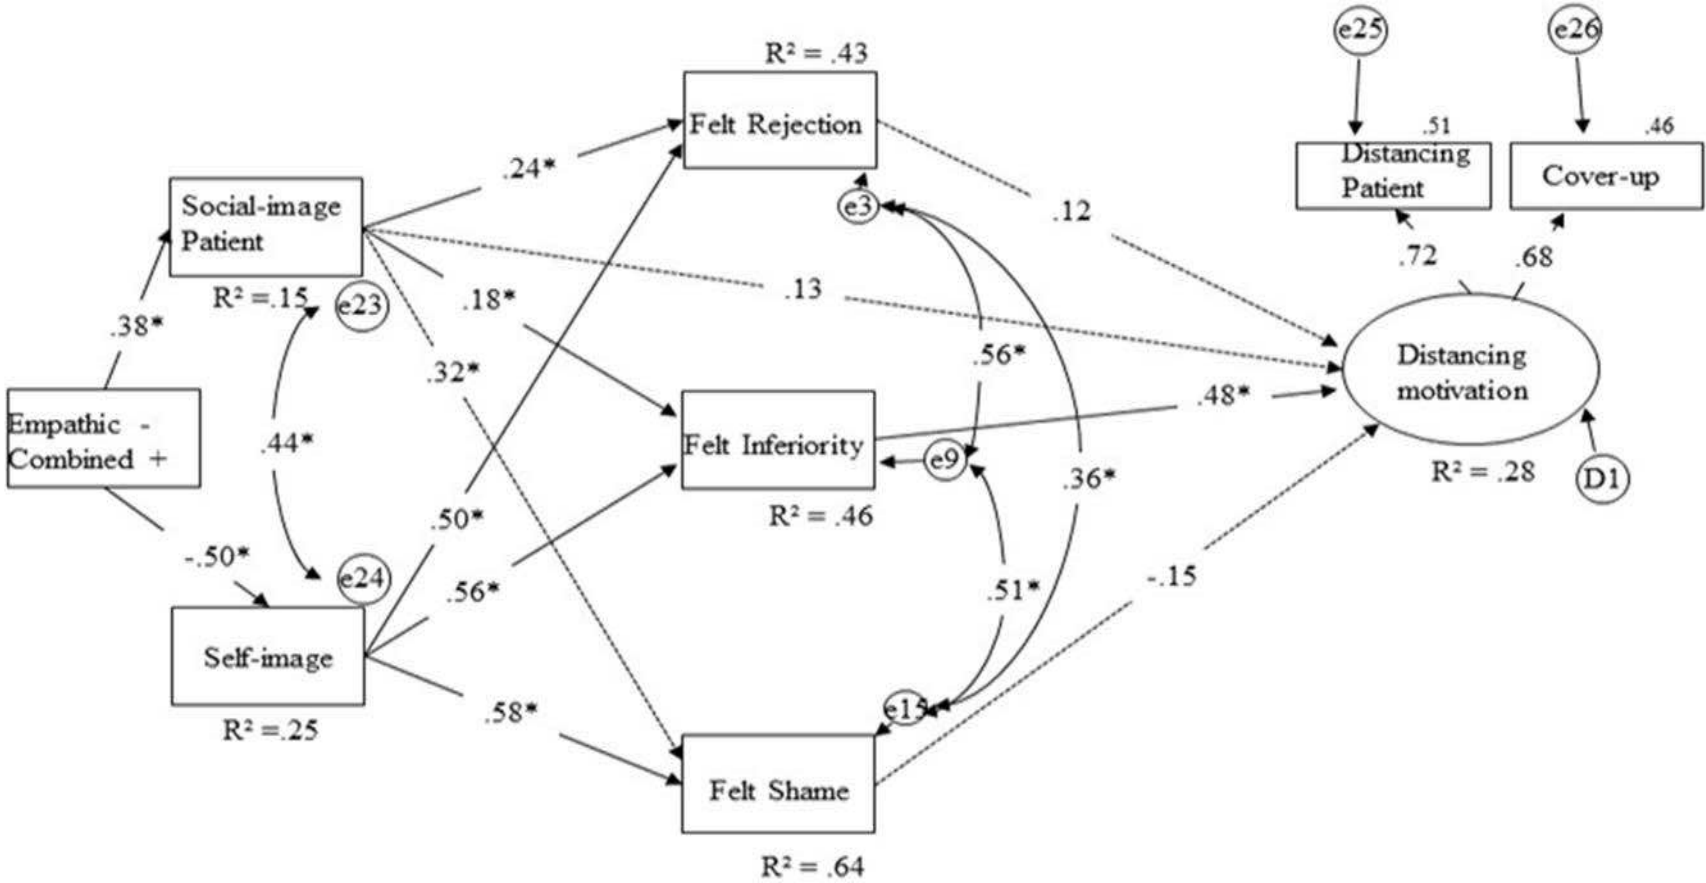 e25
e26
R² = .43
Felt Rejection
.51
.46
Distancing
Patient
Cover-up
.24*
Social-image
Patient
e3
.12
.72
.68
R² =.15
e23
.18*
.13
.38*
.32*
.56*
Distancing
motivation
Empathic -
Combined +
.44*
Felt Inferiority
e9
.48*
R² = .28
D1
.36*
R² = .46
.50*
-.50*
e24
.56*
.51*
-.15
Self-image
R² =.25
.58*
e15
Felt Shame
R² = .64